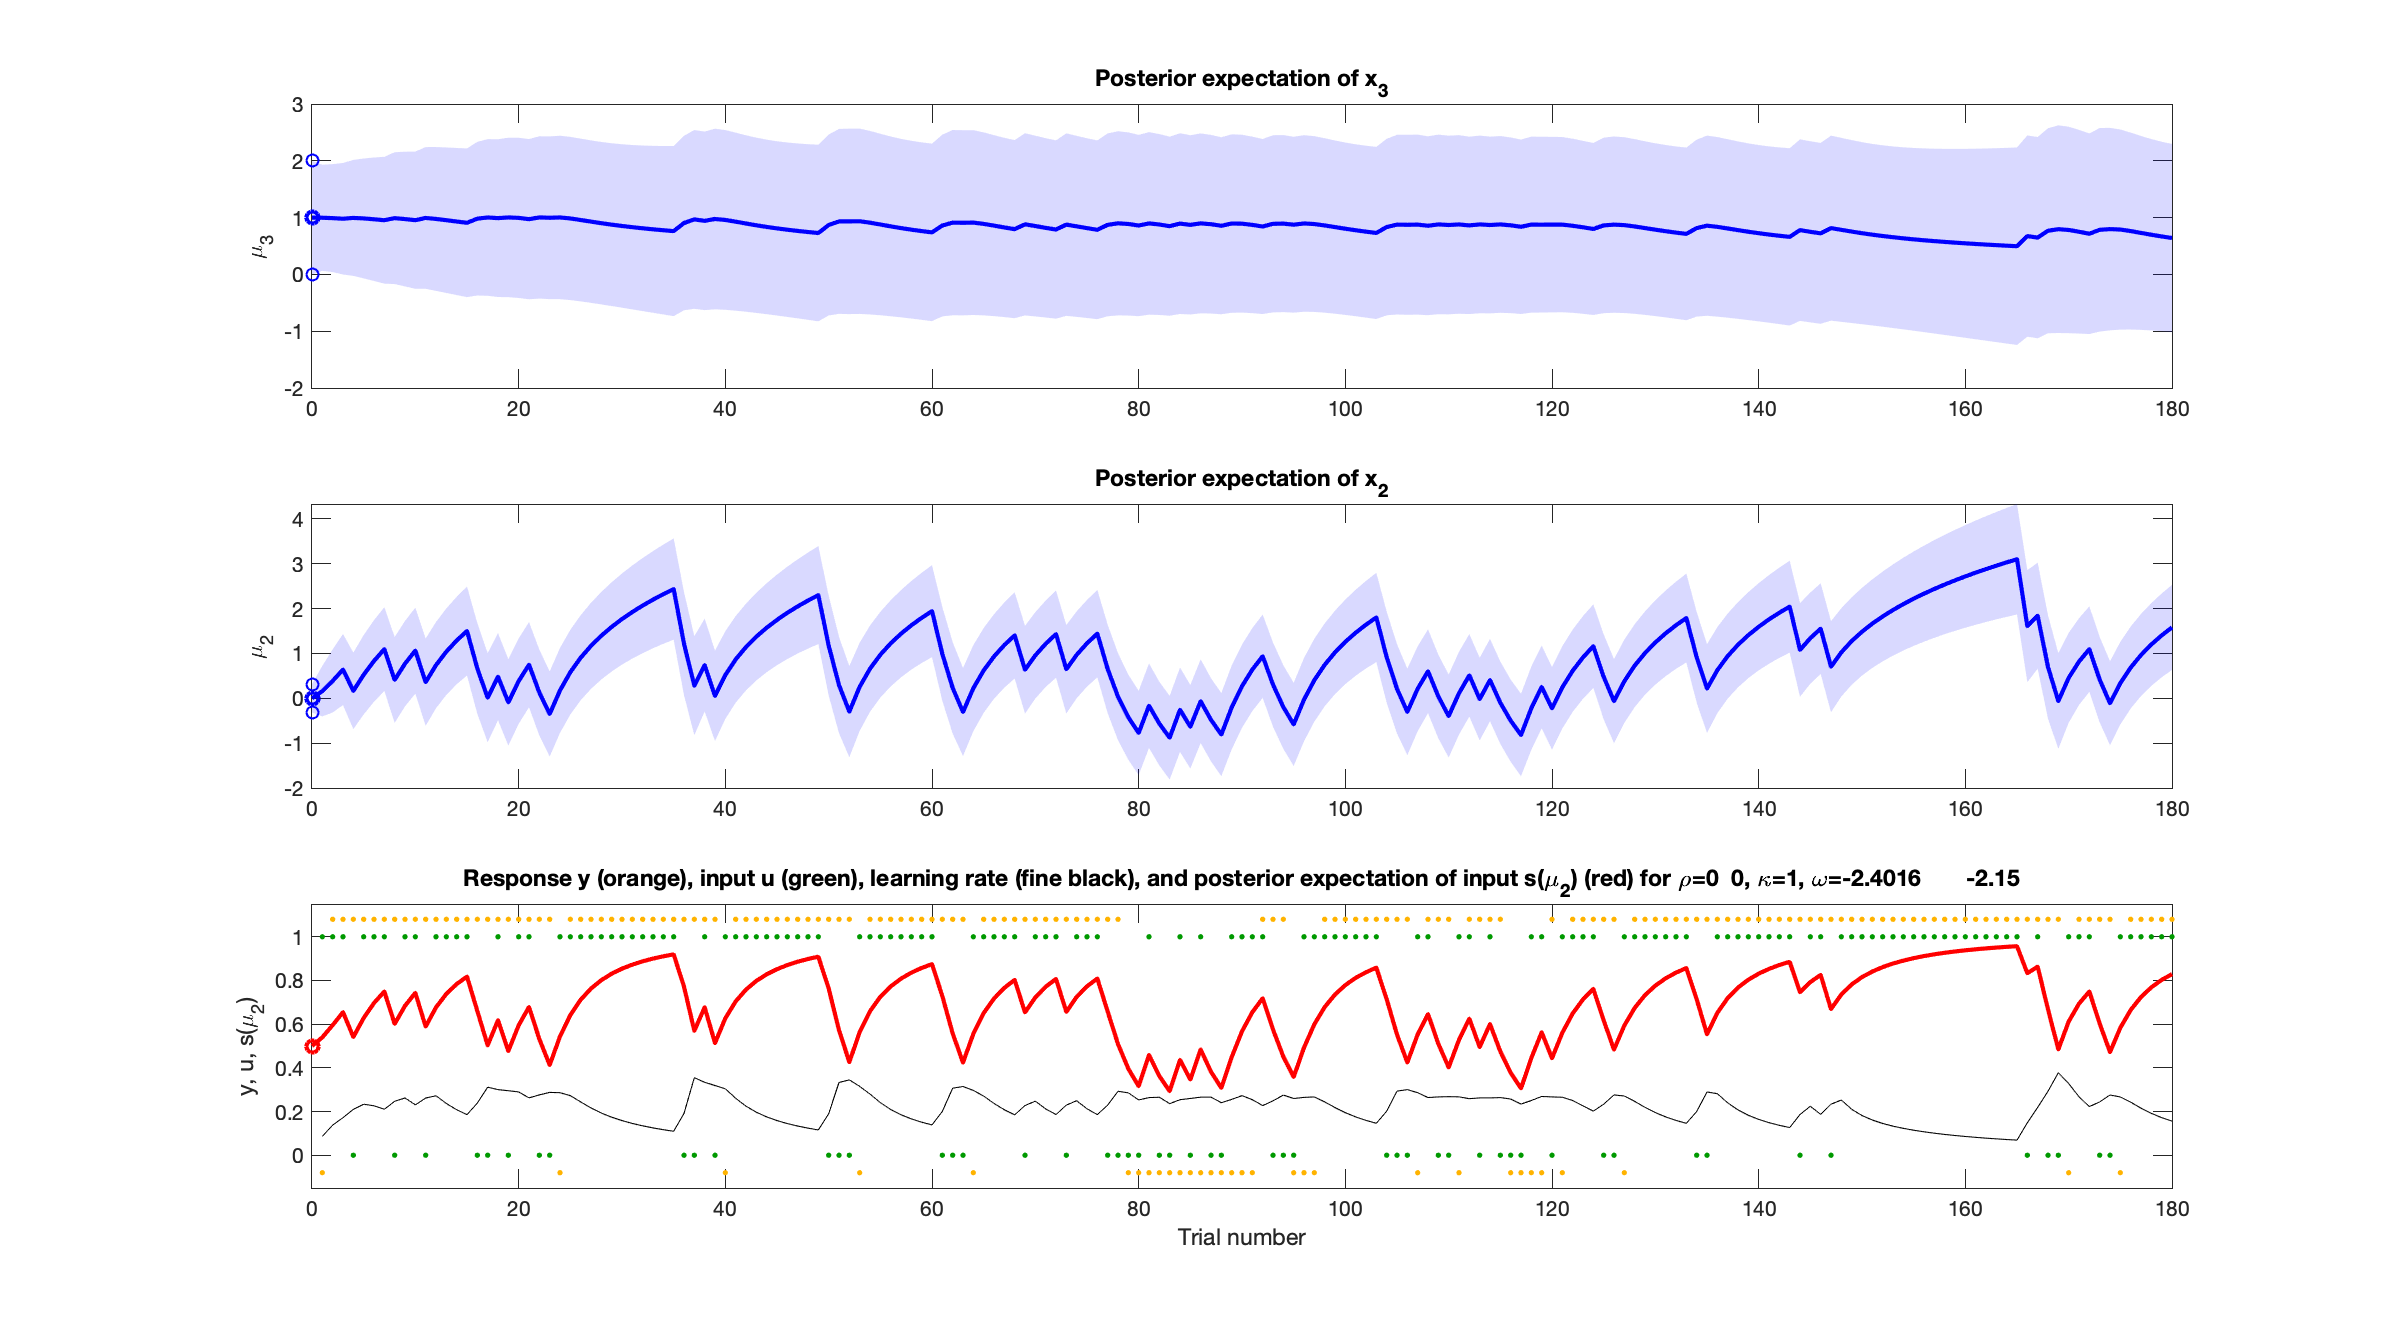 Posterior expectation of x3
3
2
1
0
-1
-2
μ3
0 20 40 60 80 100 120 140 160 180
Posterior expectation of x2
4
3
2
1
0
-1
-2
μ2
0 20 40 60 80 100 120 140 160 180
Response y (orange), input u (green), learning rate (fine black), and posterior expectation of input s(μ2) (red) for ρ=0 0, κ=1, ω=-2.4016 -2.15
1
0.8
0.6
0.4
0.2
0
y, u, s(μ2)
0 20 40 60 80 100 120 140 160 180
Trial number